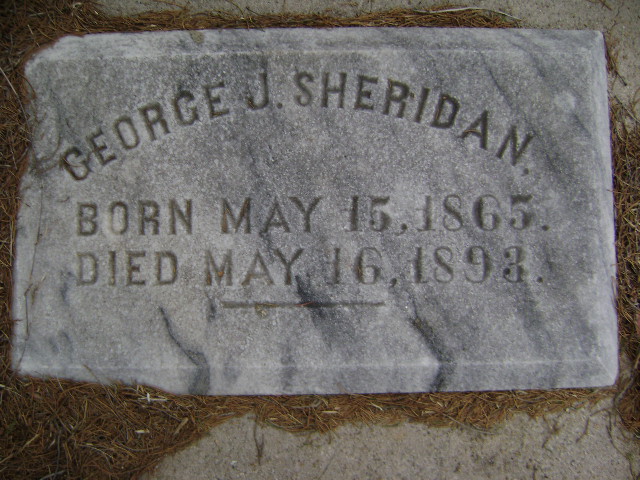 GEORGE J. SHERIDAN,
BORN MAY 15, 1865.
DIED MAY 16, 1893.